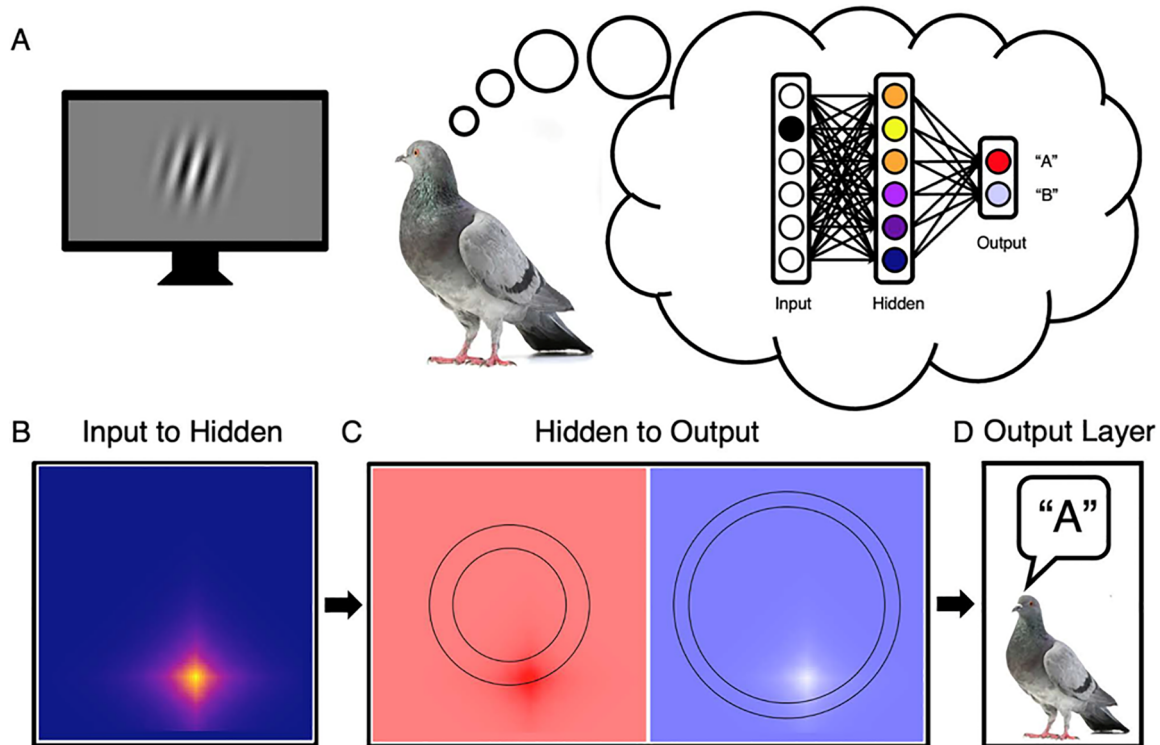 A
“A”
“B”
Output
Input
Hidden
B
Input to Hidden
C
Hidden to Output
D Output Layer
“A”